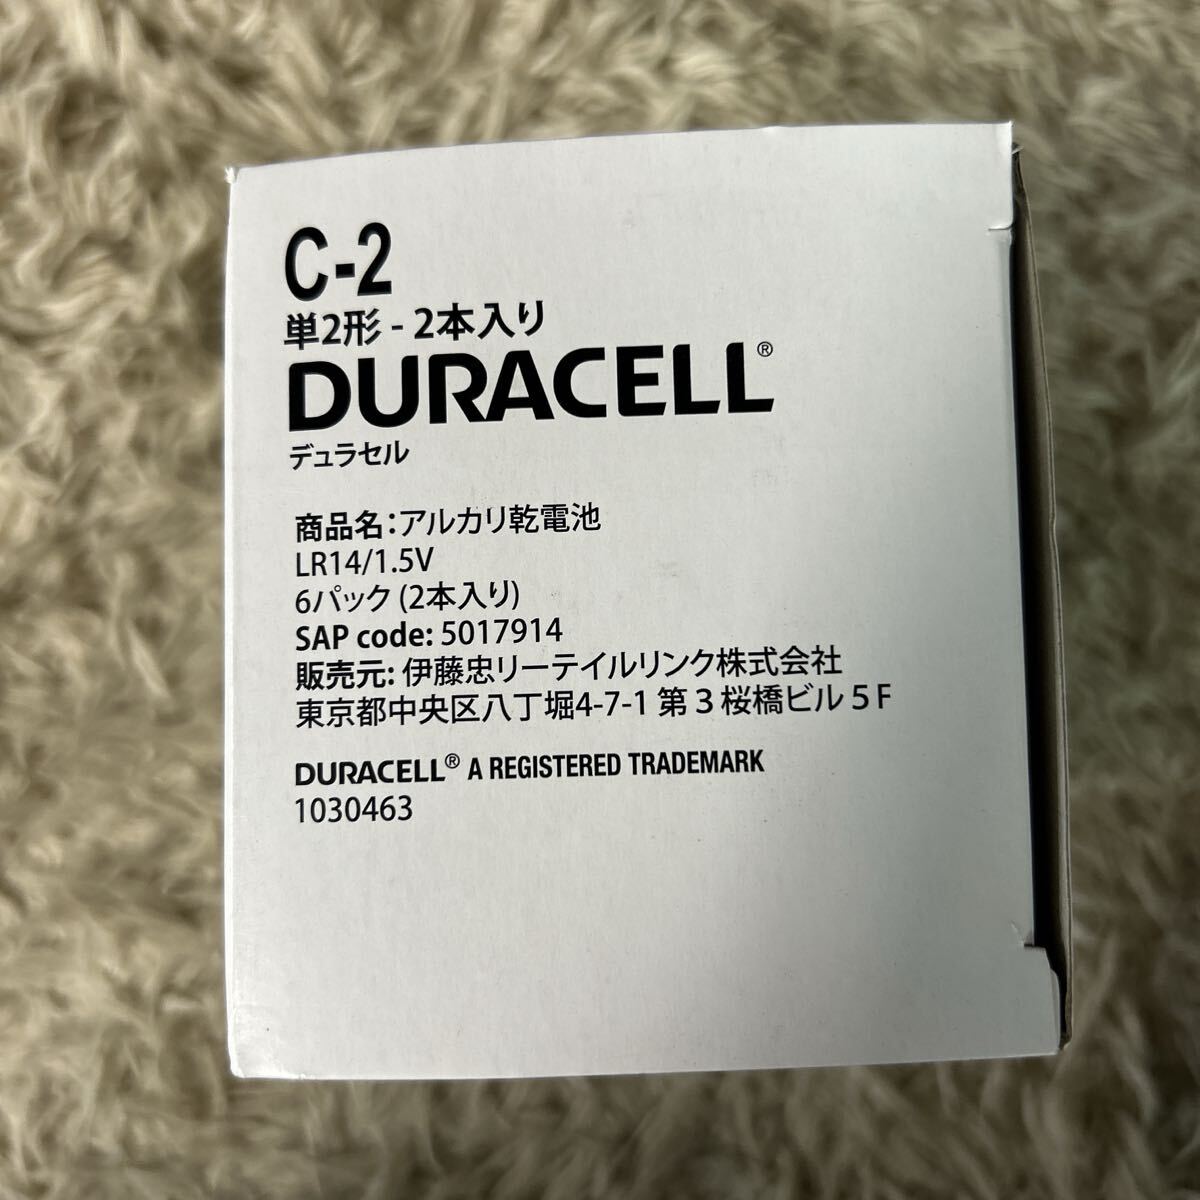 C-2
単2形 - 2本入り
DURACELL®
デュラセル
商品名：アルカリ乾電池
LR14/1.5V
6パック (2本入り)
SAP code: 5017914
販売元: 伊藤忠リーテイルリンク株式会社
東京都中央区八丁堀4-7-1 第３桜橋ビル５F
DURACELL® A REGISTERED TRADEMARK
1030463